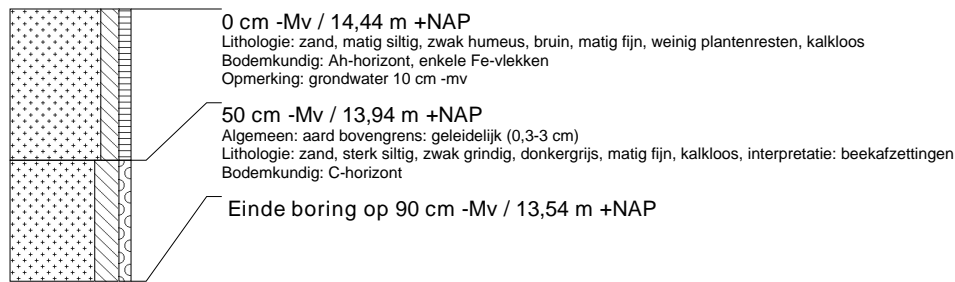 0 cm -Mv / 14,44 m +NAP
Lithologie: zand, matig siltig, zwak humeus, bruin, matig fijn, weinig plantenresten, kalkloos
Bodemkundig: Ah-horizont, enkele Fe-vlekken
Opmerking: grondwater 10 cm -mv
50 cm -Mv / 13,94 m +NAP
Algemeen: aard bovengrens: geleidelijk (0,3-3 cm)
Lithologie: zand, sterk siltig, zwak grindig, donkergrijs, matig fijn, kalkloos, interpretatie: beekafzettingen
Bodemkundig: C-horizont
Einde boring op 90 cm -Mv / 13,54 m +NAP